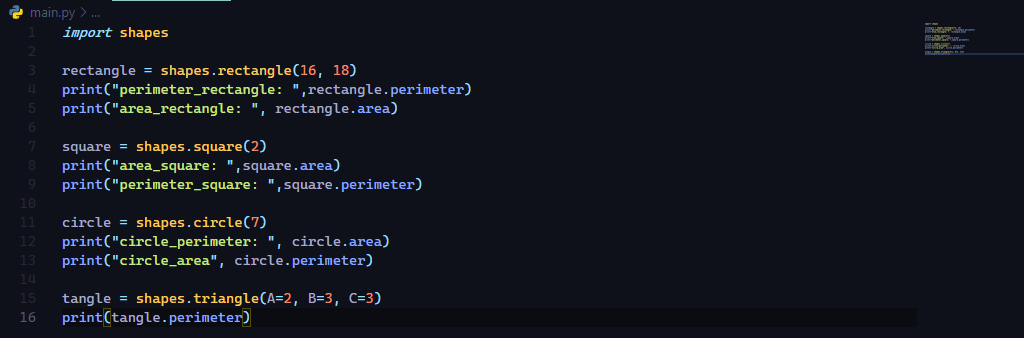 main.py > ...
1 import shapes
2
3 rectangle = shapes.rectangle(16, 18)
4 print("perimeter_rectangle: ",rectangle.perimeter)
5 print("area_rectangle: ", rectangle.area)
6
7 square = shapes.square(2)
8 print("area_square: ",square.area)
9 print("perimeter_square: ",square.perimeter)
10
11 circle = shapes.circle(7)
12 print("circle_perimeter: ", circle.area)
13 print("circle_area", circle.perimeter)
14
15 tangle = shapes.triangle(A=2, B=3, C=3)
16 print(tangle.perimeter)